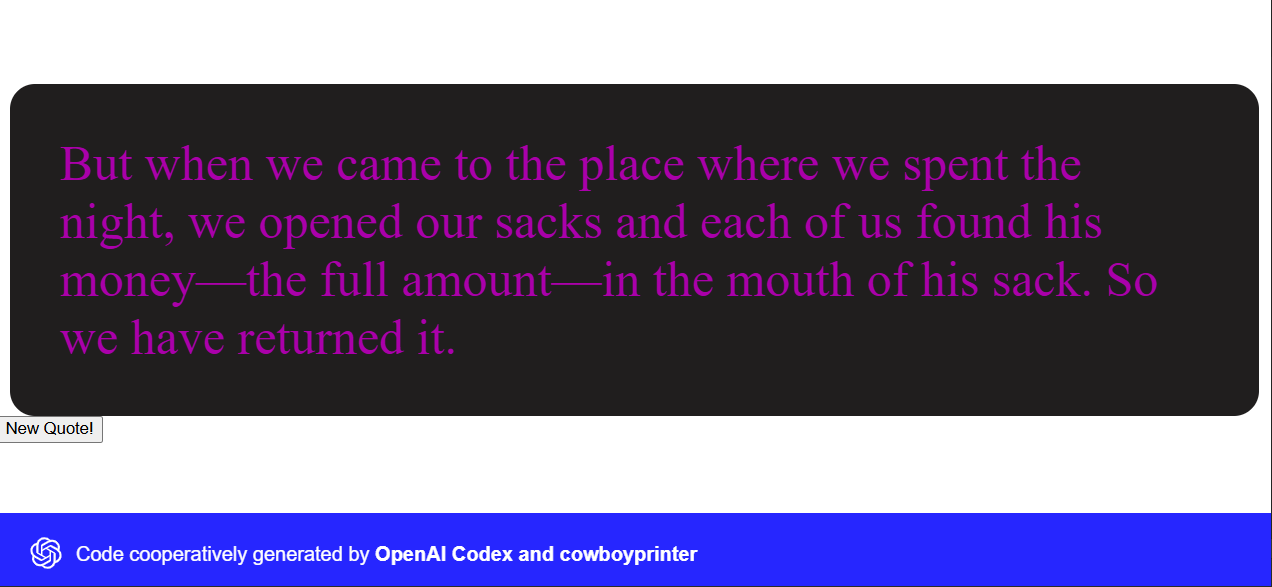 But when we came to the place where we spent the
night, we opened our sacks and each of us found his
money—the full amount—in the mouth of his sack. So
we have returned it.
New Quote!
Code cooperatively generated by OpenAI Codex and cowboyprinter